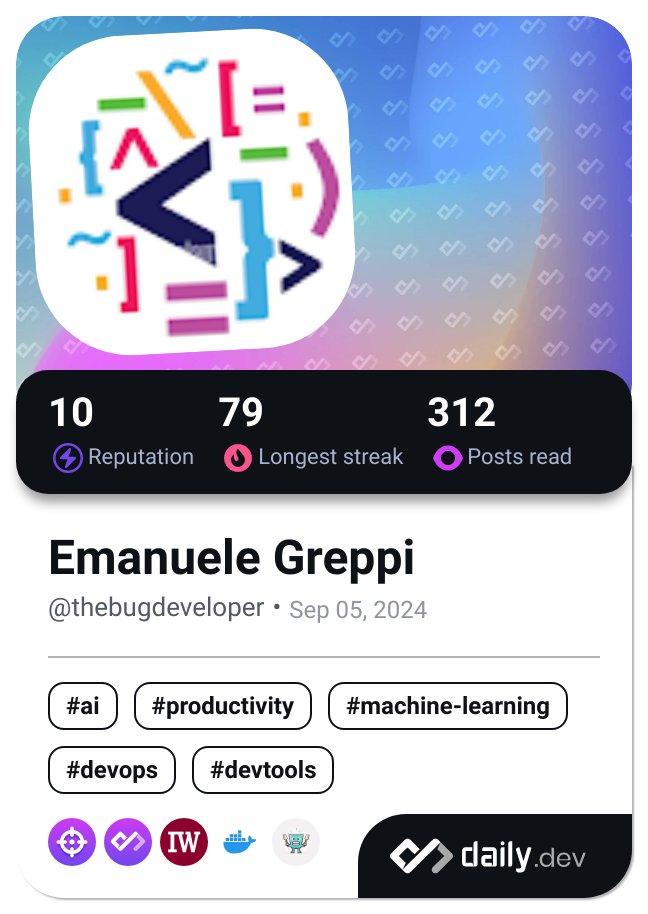 10 79 312
Reputation Longest streak Posts read
Emanuele Greppi
@thebugdeveloper • Sep 05, 2024
#ai #productivity #machine-learning
#devops #devtools
IW
daily.dev